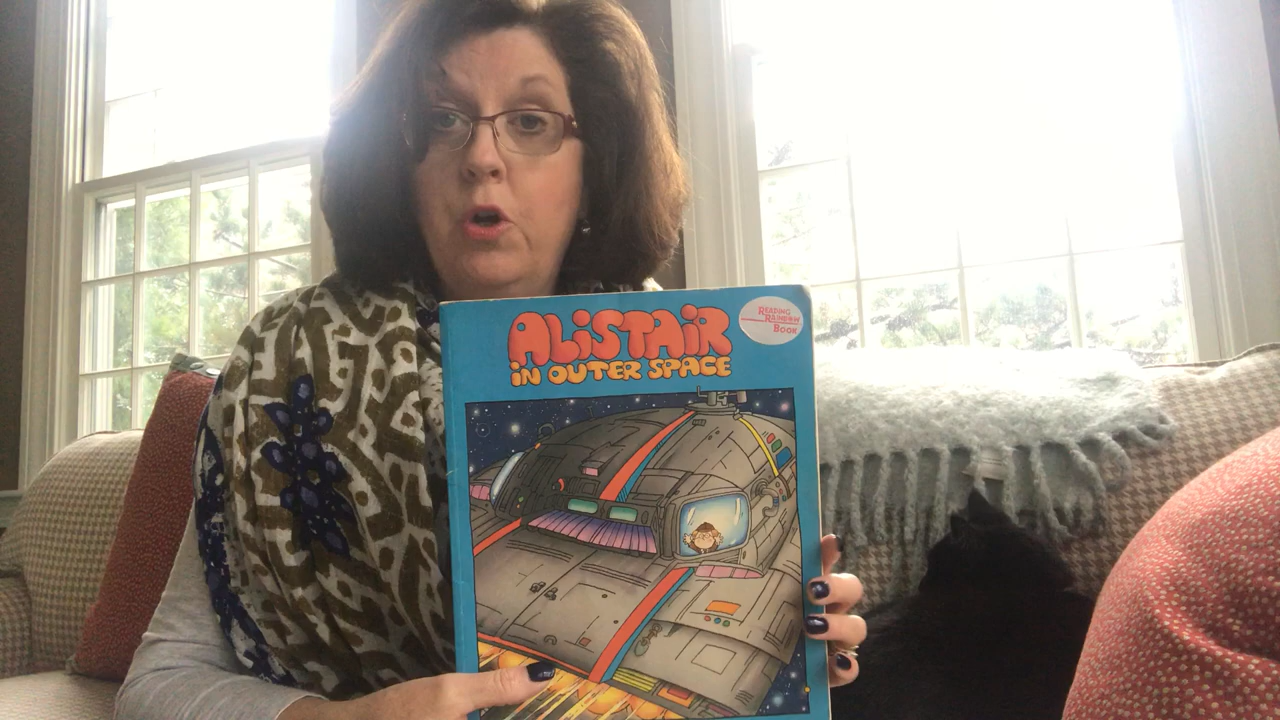 ALiSTAiR
iN OUTER SPACE
READING
RAINBOW
BOOK